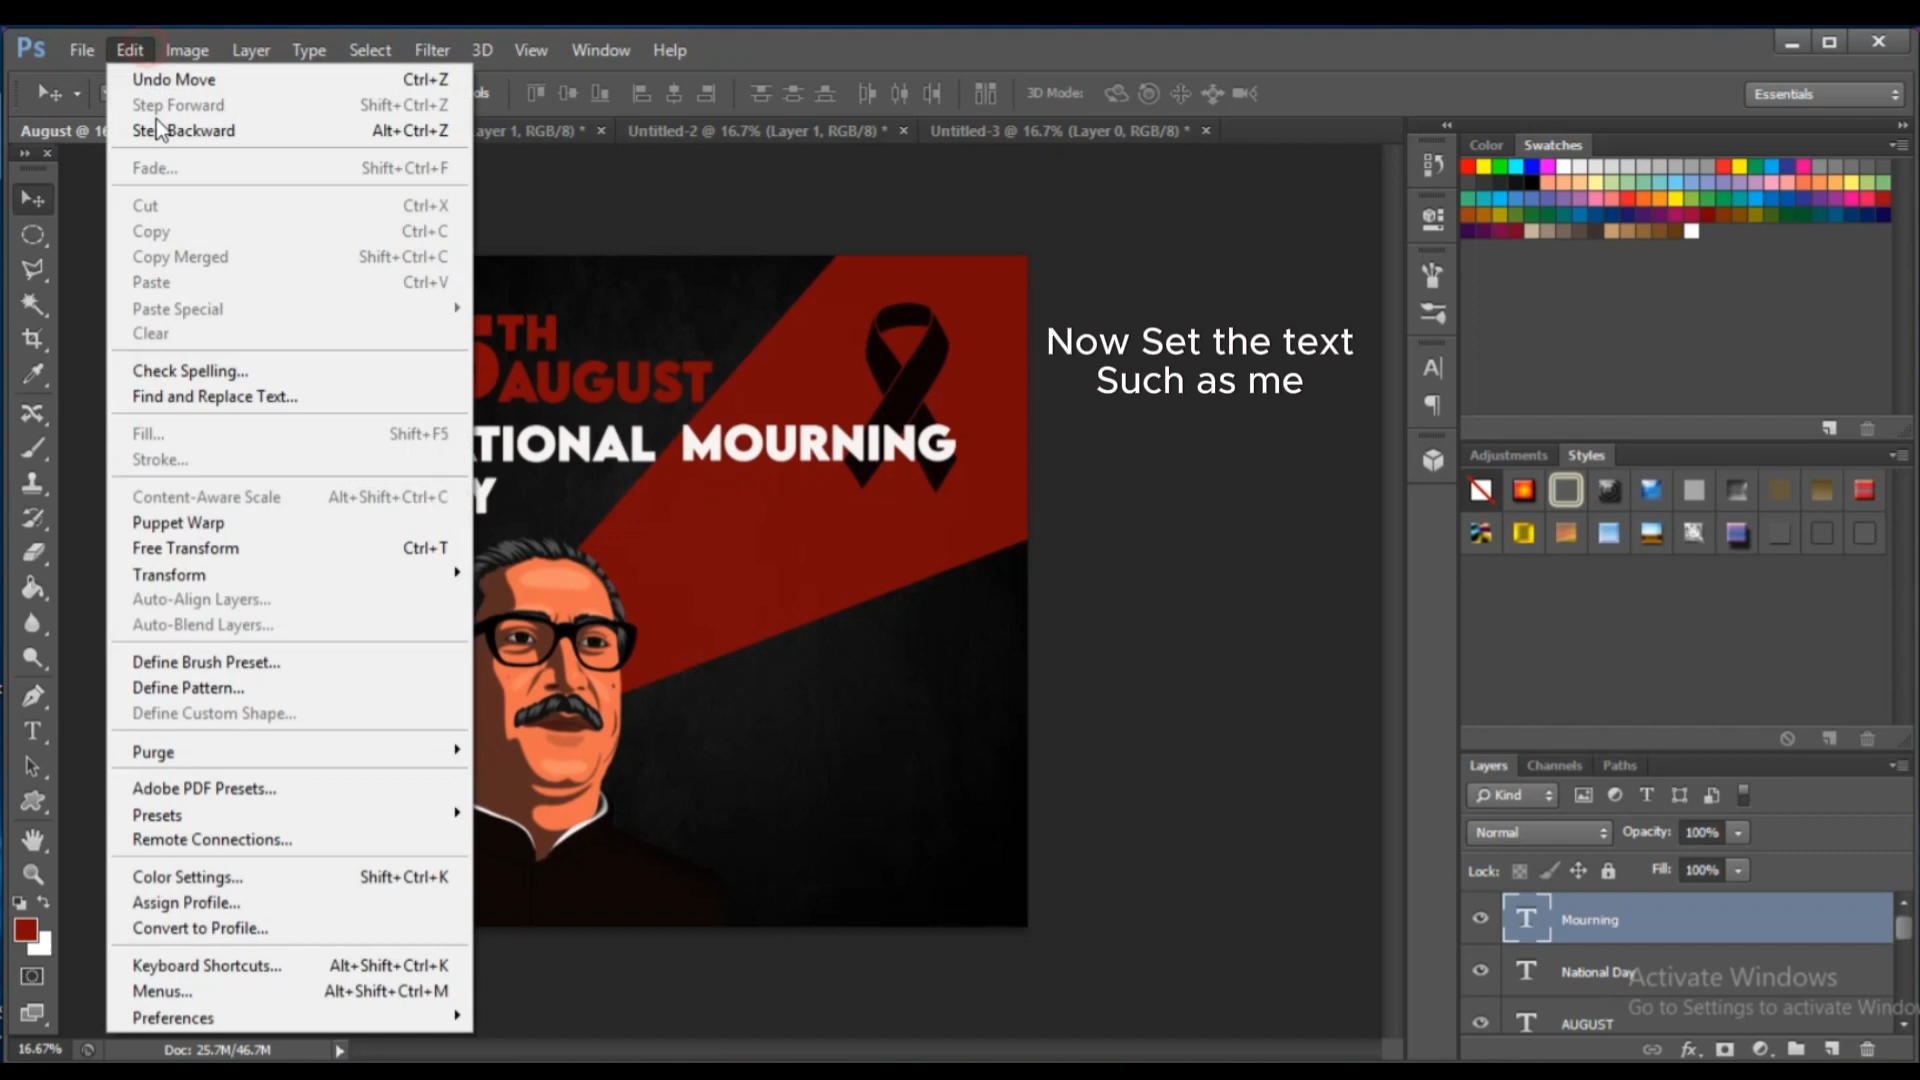 Ps File Edit Image Layer Type Select Filter 3D View Window Help
3D Mode:
Essentials
August @ 16
ayer 1, RGB/8) * ×
Untitled-2 @ 16.7% (Layer 1, RGB/8) * ×
Untitled-3 @ 16.7% (Layer 0, RGB/8) * ×
Undo Move Ctrl+Z
Step Forward Shift+Ctrl+Z
Step Backward Alt+Ctrl+Z
Fade... Shift+Ctrl+F
Cut Ctrl+X
Copy Ctrl+C
Copy Merged Shift+Ctrl+C
Paste Ctrl+V
Paste Special
Clear
Check Spelling...
Find and Replace Text...
Fill... Shift+F5
Stroke...
Content-Aware Scale Alt+Shift+Ctrl+C
Puppet Warp
Free Transform Ctrl+T
Transform
Auto-Align Layers...
Auto-Blend Layers...
Define Brush Preset...
Define Pattern...
Define Custom Shape...
Purge
Adobe PDF Presets...
Presets
Remote Connections...
Color Settings... Shift+Ctrl+K
Assign Profile...
Convert to Profile...
Keyboard Shortcuts... Alt+Shift+Ctrl+K
Menus... Alt+Shift+Ctrl+M
Preferences
5TH
AUGUST
TIONAL MOURNING
Y
Now Set the text
Such as me
Color Swatches
Adjustments Styles
Layers Channels Paths
Kind
Normal Opacity: 100%
Lock: Fill: 100%
Mourning
National Day
AUGUST
Activate Windows
Go to Settings to activate Windo
16.67% Doc: 25.7M/46.7M